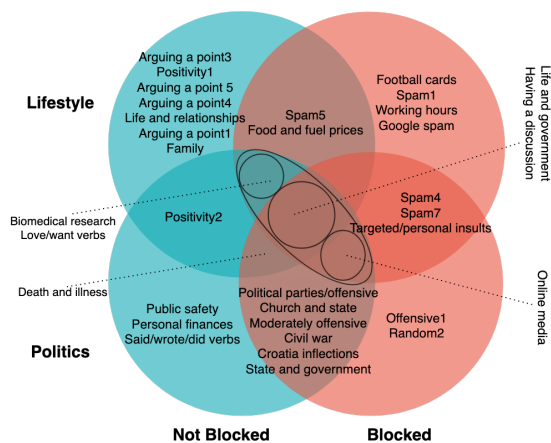 Arguing a point3
Positivity1
Arguing a point 5
Arguing a point4
Life and relationships
Arguing a point1
Family
Lifestyle
Spam5
Food and fuel prices
Football cards
Spam1
Working hours
Google spam
Life and government
Having a discussion
Biomedical research
Love/want verbs
Positivity2
Spam4
Spam7
Targeted/personal insults
Death and illness
Online media
Public safety
Personal finances
Said/wrote/did verbs
Political parties/offensive
Church and state
Moderately offensive
Civil war
Croatia inflections
State and government
Offensive1
Random2
Politics
Not Blocked
Blocked